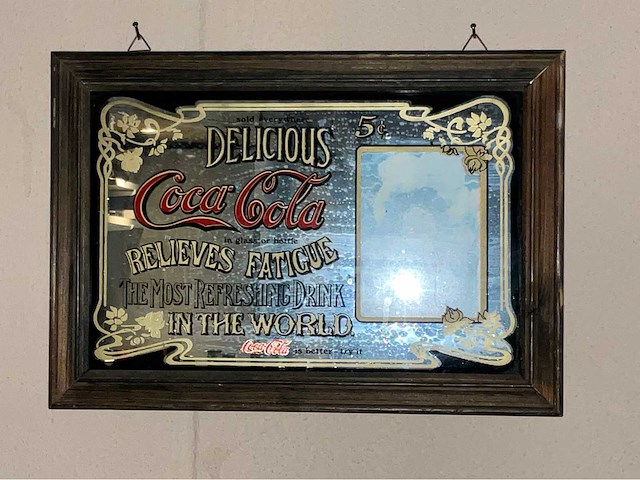 sold everywhere 5¢
DELICIOUS
Coca-Cola
in glass or bottle
RELIEVES FATIGUE
THE MOST REFRESHING DRINK
IN THE WORLD
Coca-Cola is better - try it